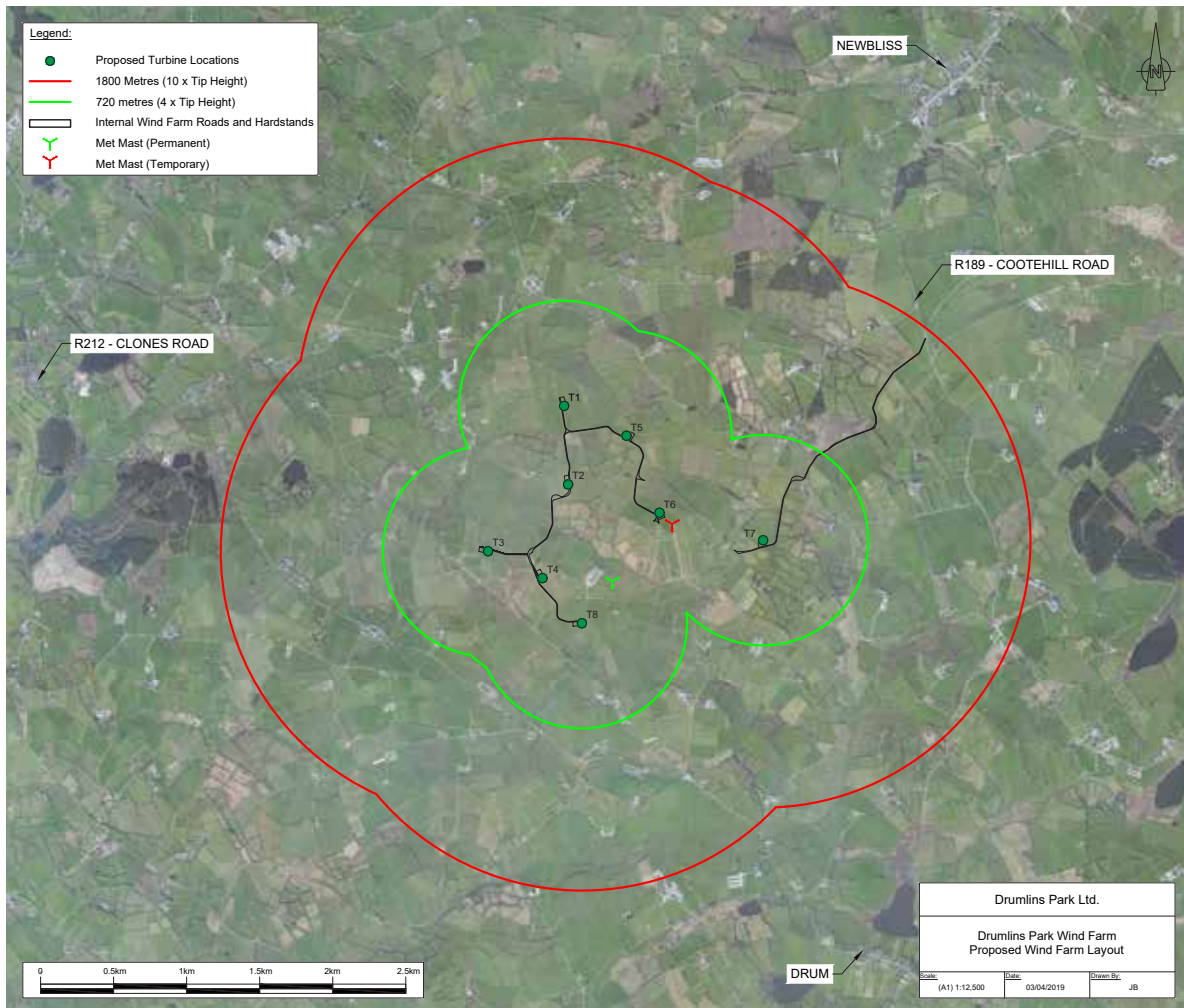 Legend:
Proposed Turbine Locations
1800 Metres (10 x Tip Height)
720 metres (4 x Tip Height)
Internal Wind Farm Roads and Hardstands
Met Mast (Permanent)
Met Mast (Temporary)
NEWBLISS
N
R189 - COOTEHILL ROAD
R212 - CLONES ROAD
T1
T5
T2
T6
T7
T3
T4
T8
DRUM
0 0.5km 1km 1.5km 2km 2.5km
Drumlins Park Ltd.
Drumlins Park Wind Farm
Proposed Wind Farm Layout
Scale: Date: Drawn By:
(A1) 1:12,500 03/04/2019 JB